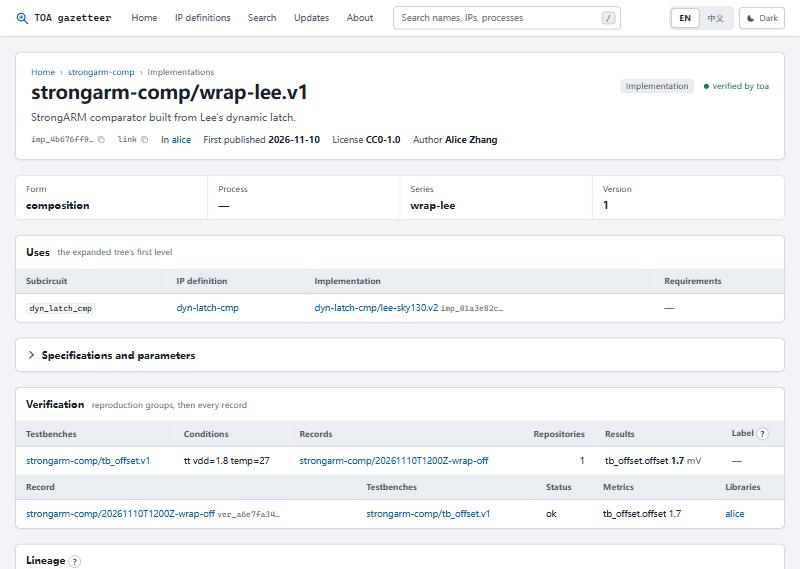 TOA gazetteer Home IP definitions Search Updates About Search names, IPs, processes / EN 中文 Dark
Home › strongarm-comp › Implementations
strongarm-comp/wrap-lee.v1
Implementation verified by toa
StrongARM comparator built from Lee's dynamic latch.
imp_4b676ff9… link In alice First published 2026-11-10 License CC0-1.0 Author Alice Zhang
Form Process Series Version
composition — wrap-lee 1
Uses the expanded tree's first level
Subcircuit IP definition Implementation Requirements
dyn_latch_cmp dyn-latch-cmp dyn-latch-cmp/lee-sky130.v2 imp_01a3e82c… —
Specifications and parameters
Verification reproduction groups, then every record
Testbenches Conditions Records Repositories Results Label ?
strongarm-comp/tb_offset.v1 tt vdd=1.8 temp=27 strongarm-comp/20261110T1200Z-wrap-off 1 tb_offset.offset 1.7 mV —
Record Testbenches Status Metrics Libraries
strongarm-comp/20261110T1200Z-wrap-off ver_a6e7fa34… strongarm-comp/tb_offset.v1 ok tb_offset.offset 1.7 alice
Lineage ?